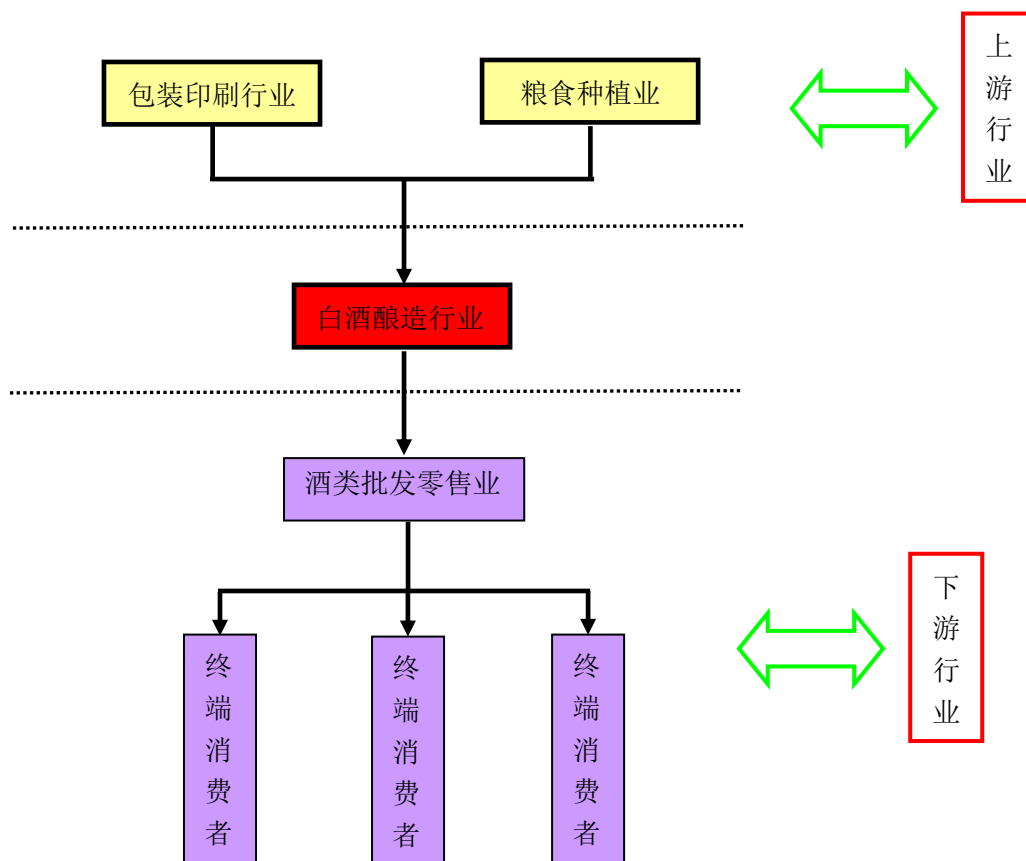 包装印刷行业
粮食种植业
上游行业
白酒酿造行业
酒类批发零售业
下游行业
终端消费者
终端消费者
终端消费者